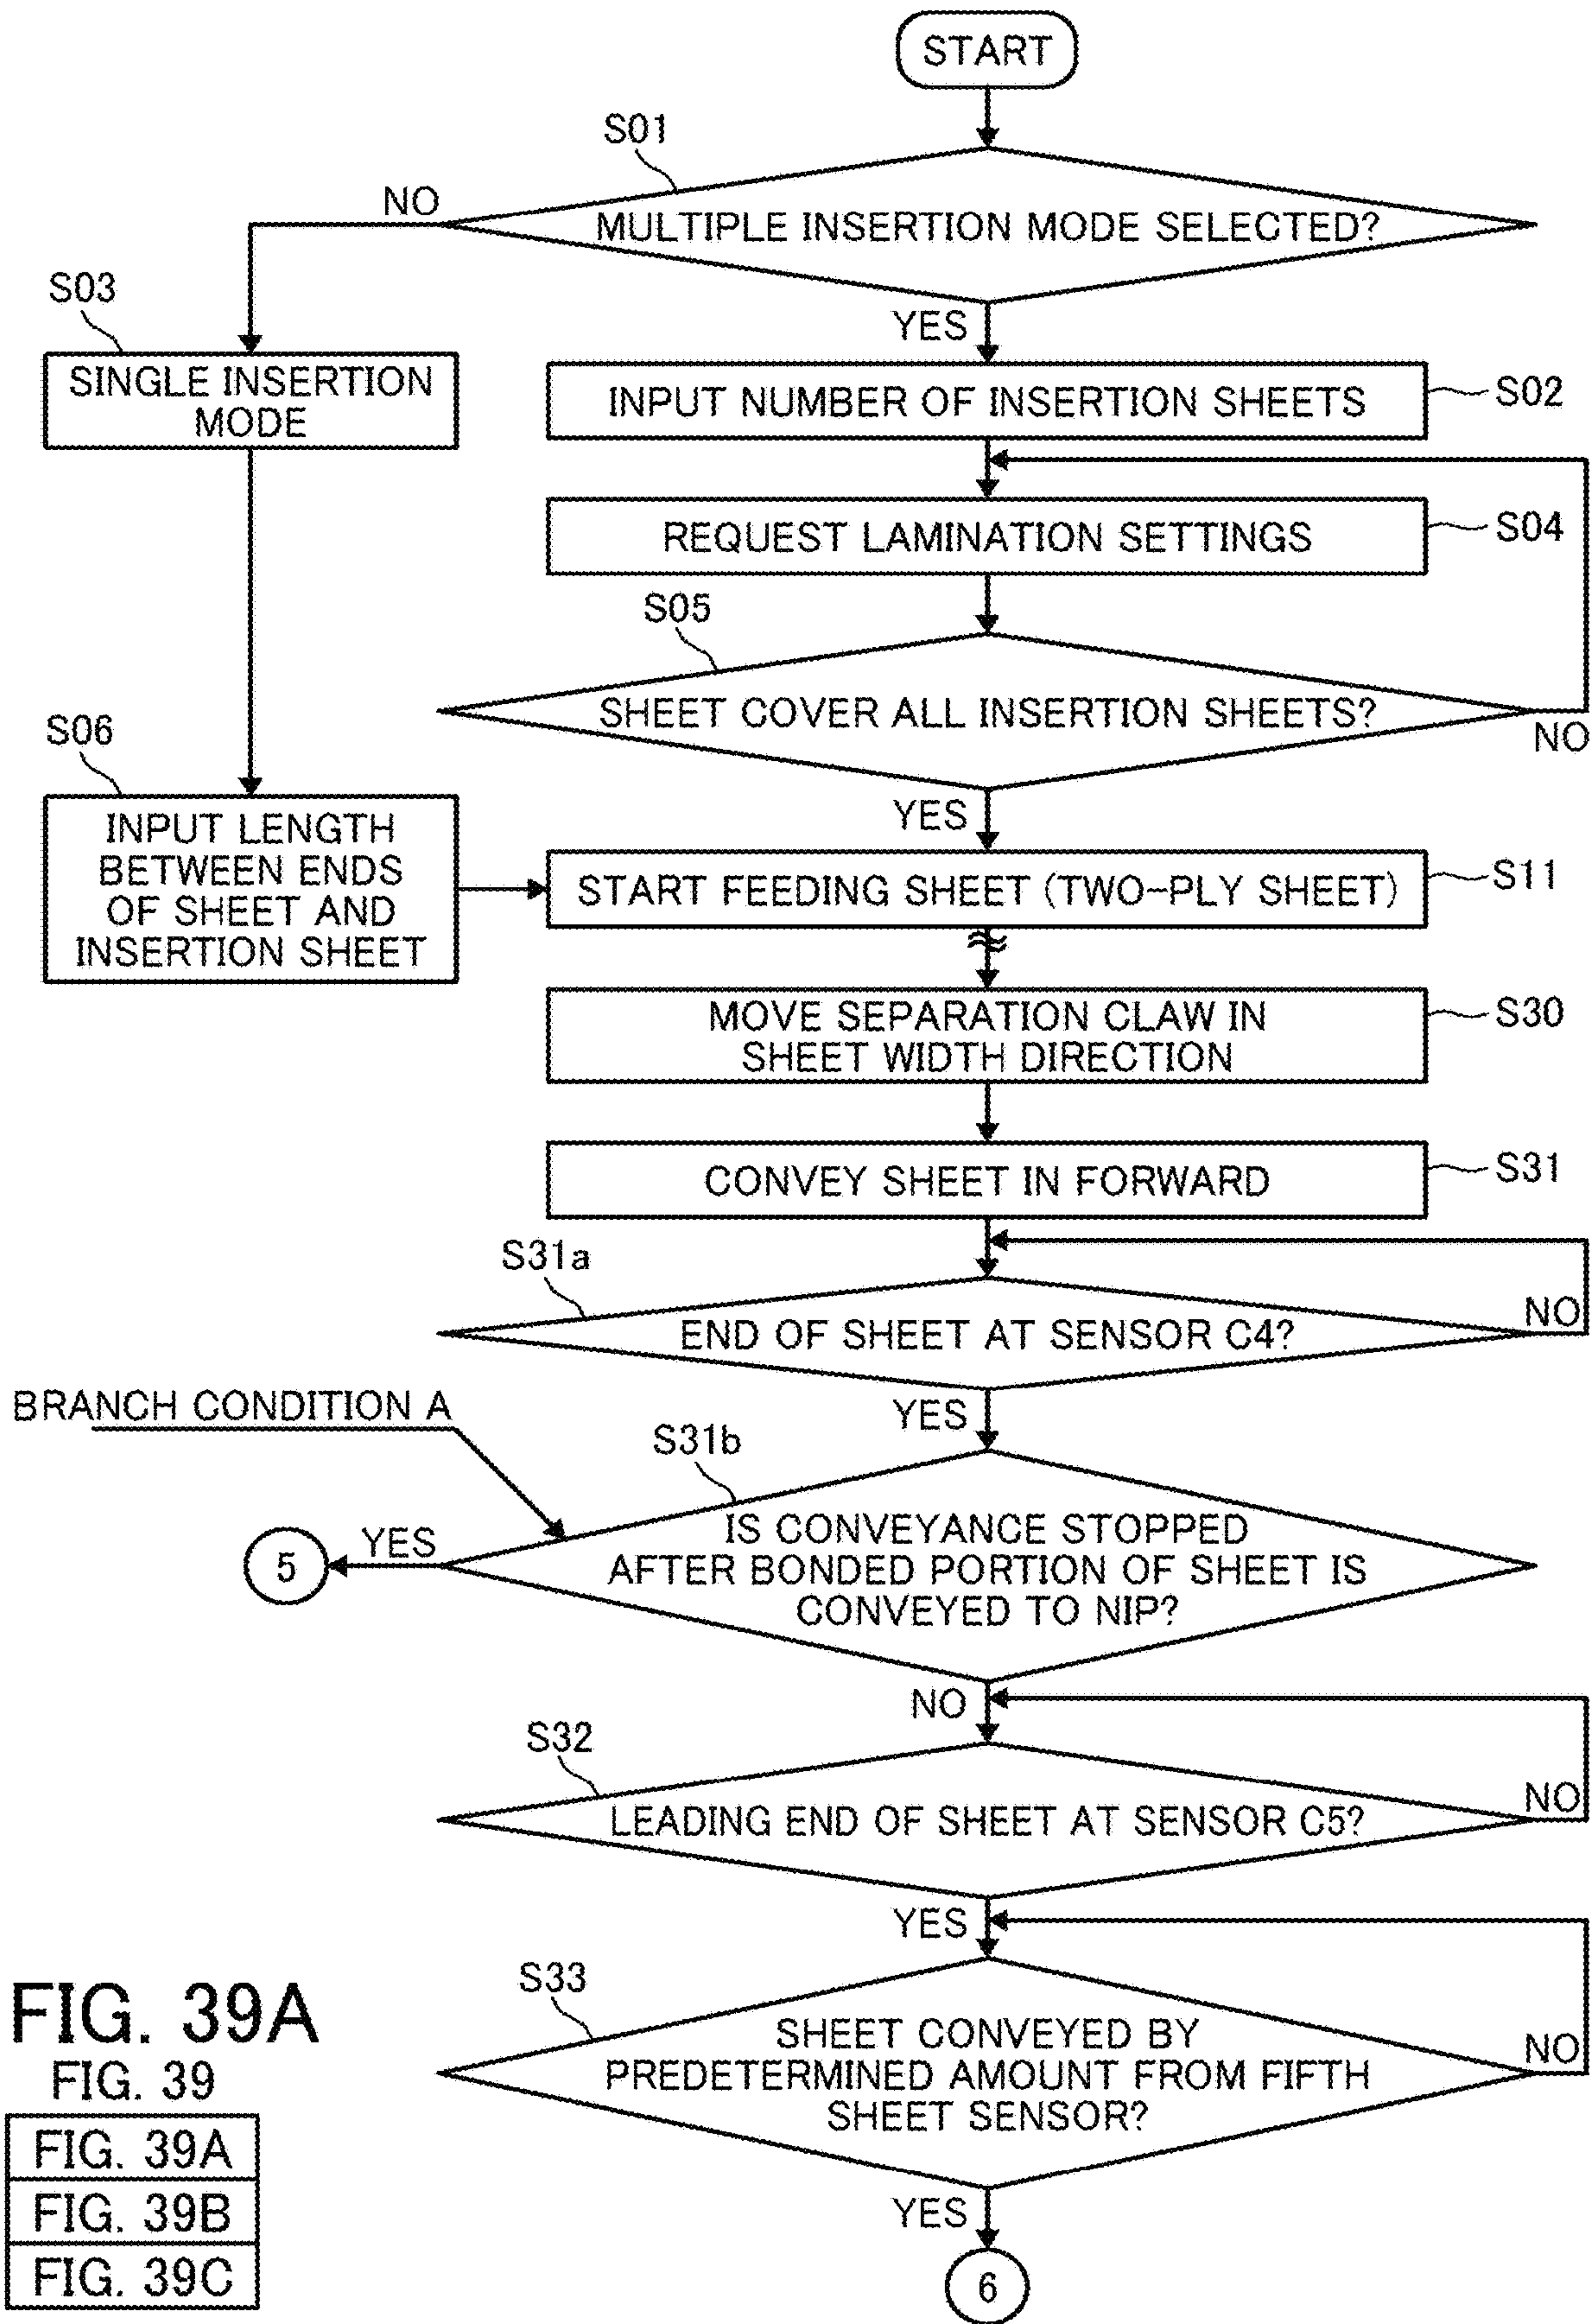 START
S01
NO
MULTIPLE INSERTION MODE SELECTED?
YES
S03
SINGLE INSERTION
MODE
INPUT NUMBER OF INSERTION SHEETS
S02
REQUEST LAMINATION SETTINGS
S04
S05
SHEET COVER ALL INSERTION SHEETS?
NO
YES
S06
INPUT LENGTH
BETWEEN ENDS
OF SHEET AND
INSERTION SHEET
START FEEDING SHEET (TWO-PLY SHEET)
S11
MOVE SEPARATION CLAW IN
SHEET WIDTH DIRECTION
S30
CONVEY SHEET IN FORWARD
S31
S31a
END OF SHEET AT SENSOR C4?
NO
YES
BRANCH CONDITION A
S31b
IS CONVEYANCE STOPPED
AFTER BONDED PORTION OF SHEET IS
CONVEYED TO NIP?
YES
5
NO
S32
LEADING END OF SHEET AT SENSOR C5?
NO
YES
S33
SHEET CONVEYED BY
PREDETERMINED AMOUNT FROM FIFTH
SHEET SENSOR?
NO
YES
6
FIG. 39A
FIG. 39
FIG. 39A
FIG. 39B
FIG. 39C